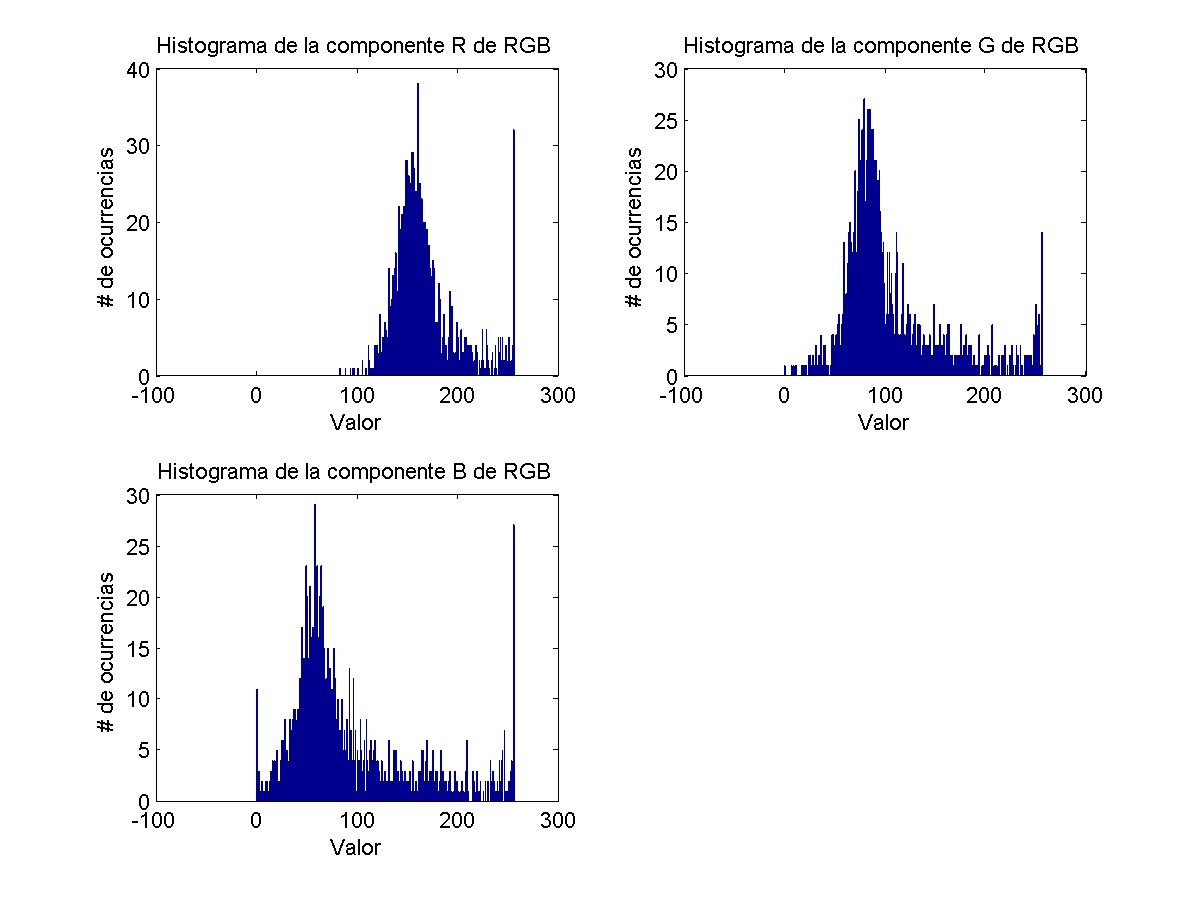 Histograma de la componente R de RGB
40
30
20
10
0
-100 0 100 200 300
# de ocurrencias
Valor
Histograma de la componente G de RGB
30
25
20
15
10
5
0
-100 0 100 200 300
# de ocurrencias
Valor
Histograma de la componente B de RGB
30
25
20
15
10
5
0
-100 0 100 200 300
# de ocurrencias
Valor